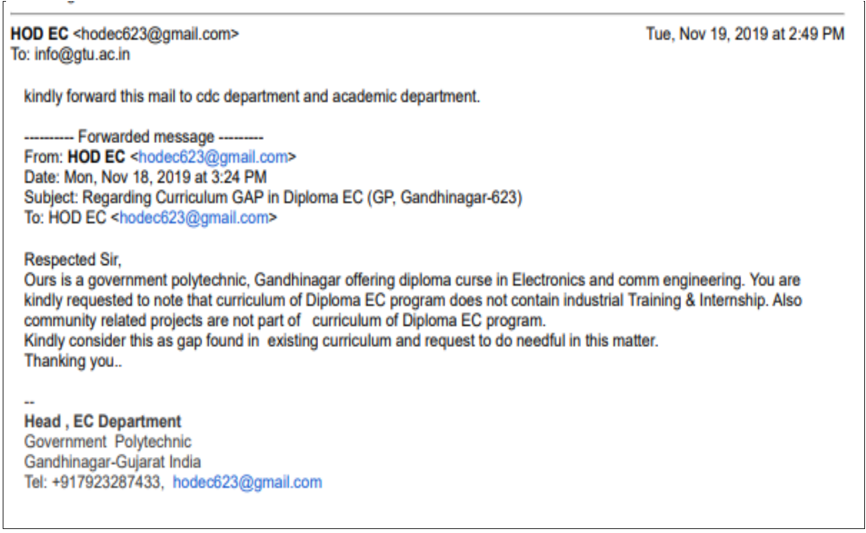 HOD EC <hodec623@gmail.com> Tue, Nov 19, 2019 at 2:49 PM
To: info@gtu.ac.in
kindly forward this mail to cdc department and academic department.
---------- Forwarded message ---------
From: HOD EC <hodec623@gmail.com>
Date: Mon, Nov 18, 2019 at 3:24 PM
Subject: Regarding Curriculum GAP in Diploma EC (GP, Gandhinagar-623)
To: HOD EC <hodec623@gmail.com>
Respected Sir,
Ours is a government polytechnic, Gandhinagar offering diploma curse in Electronics and comm engineering. You are
kindly requested to note that curriculum of Diploma EC program does not contain industrial Training & Internship. Also
community related projects are not part of curriculum of Diploma EC program.
Kindly consider this as gap found in existing curriculum and request to do needful in this matter.
Thanking you..
--
Head , EC Department
Government Polytechnic
Gandhinagar-Gujarat India
Tel: +917923287433, hodec623@gmail.com